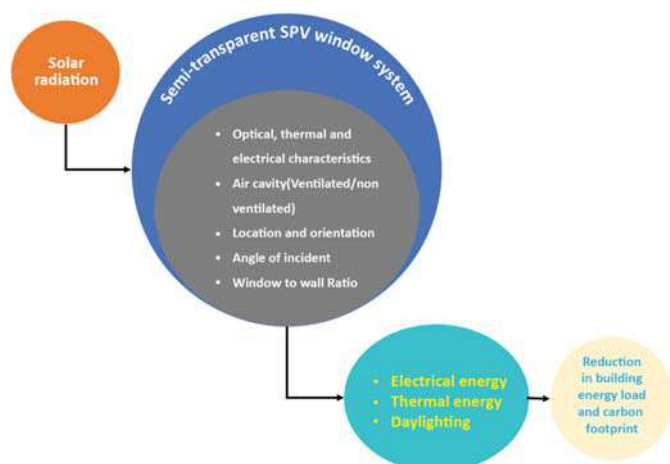 Solar
radiation
Semi-transparent SPV window system
• Optical, thermal and
electrical characteristics
• Air cavity(Ventilated/non
ventilated)
• Location and orientation
• Angle of incident
• Window to wall Ratio
• Electrical energy
• Thermal energy
• Daylighting
Reduction
in building
energy load
and carbon
footprint